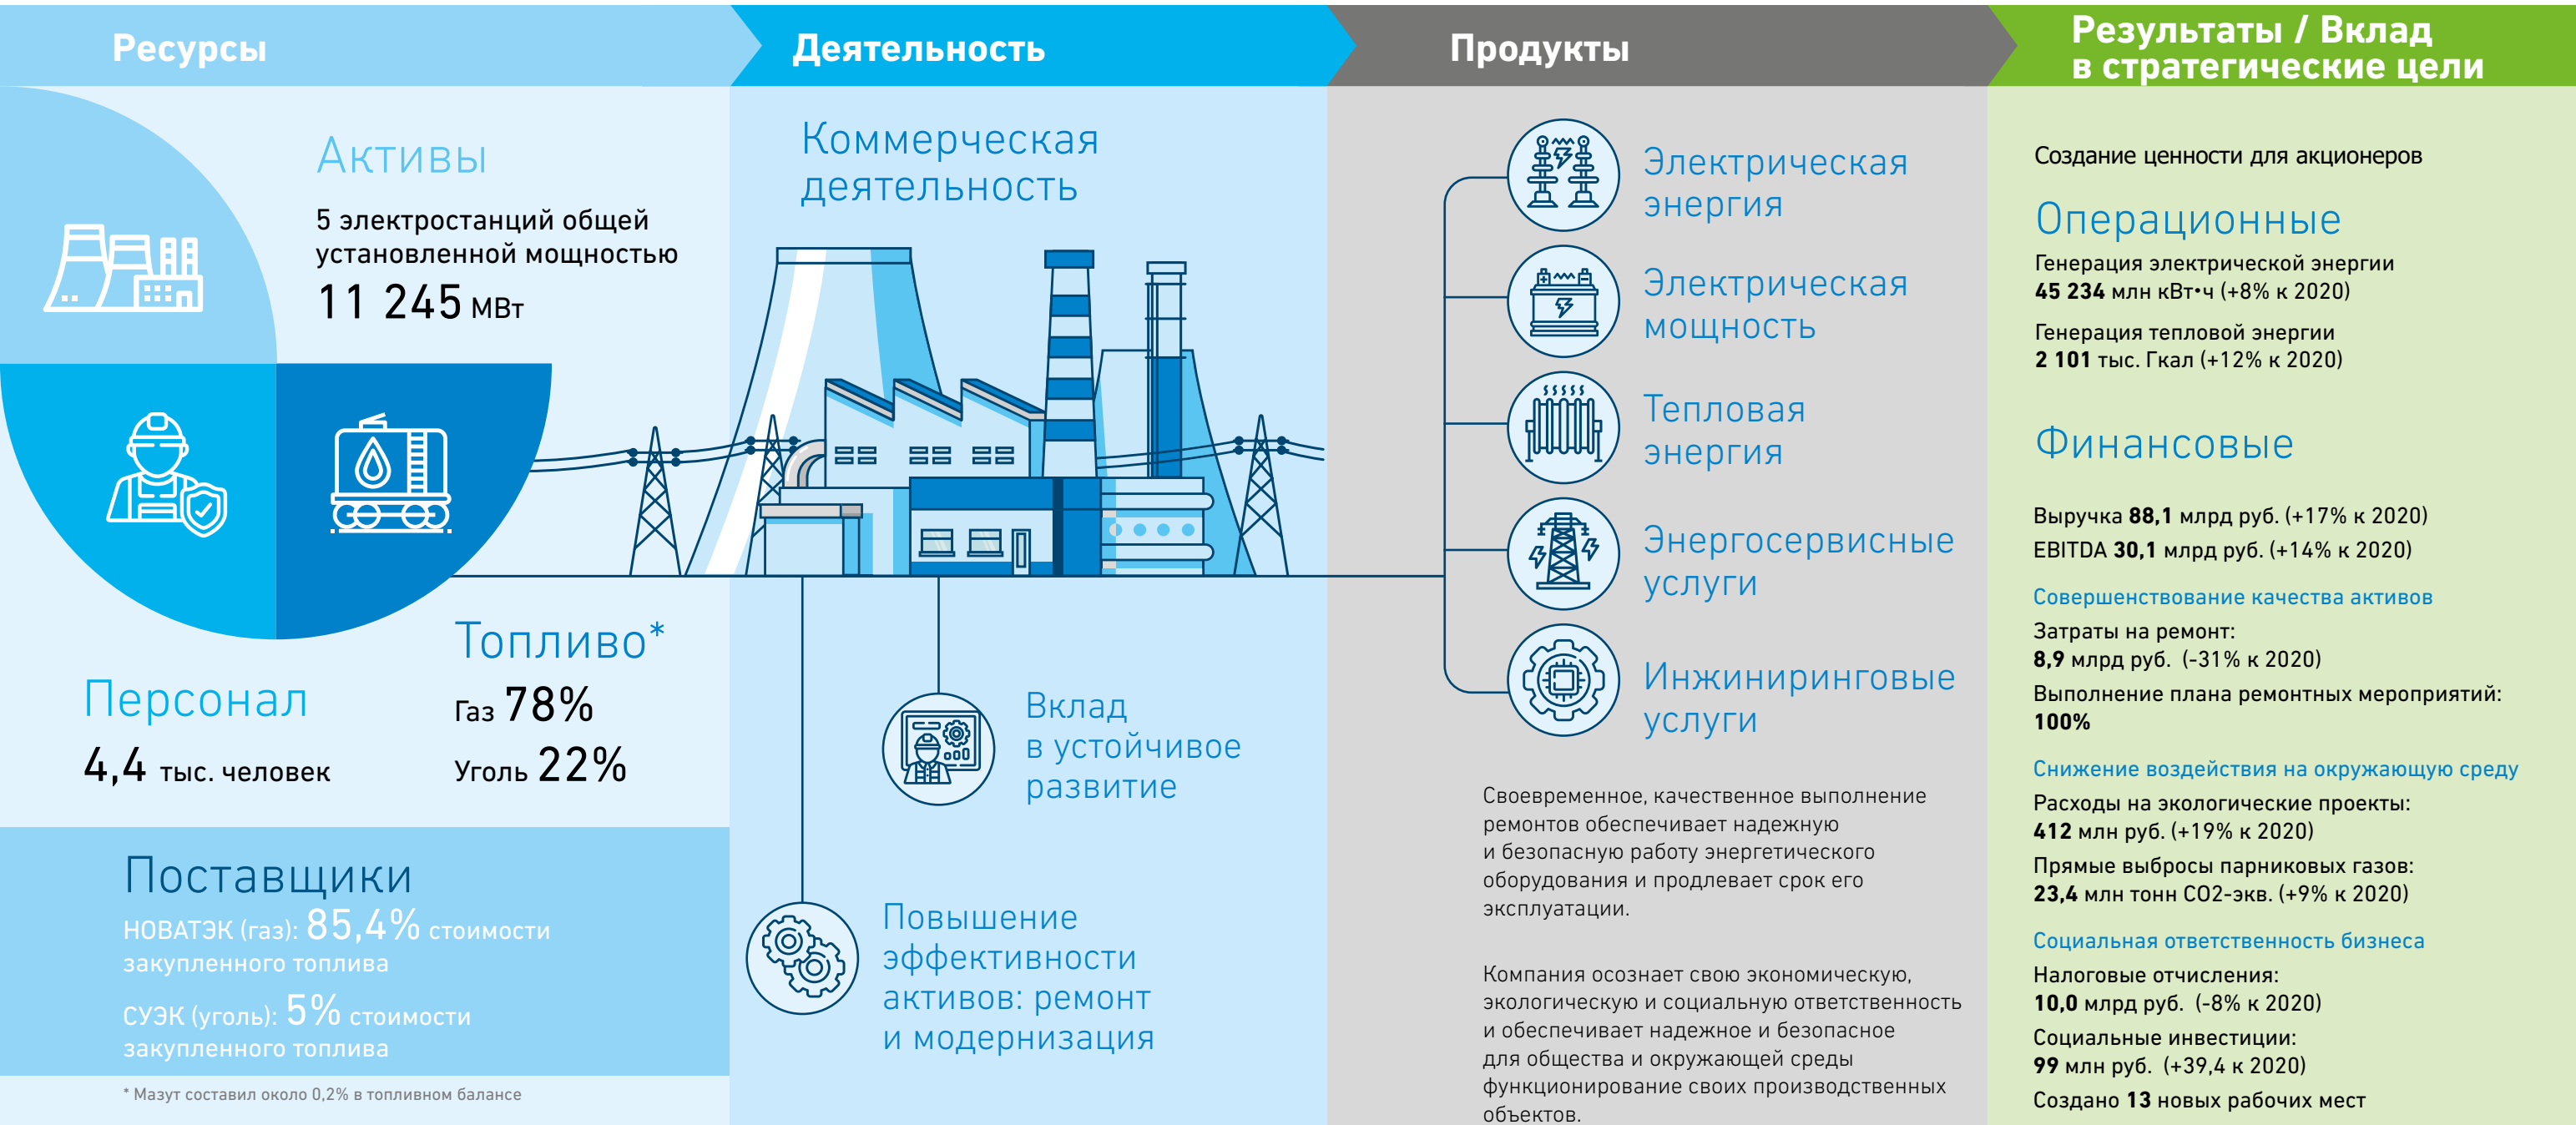 Ресурсы
Активы
5 электростанций общей
установленной мощностью
11 245 МВт
Персонал
4,4 тыс. человек
Топливо*
Газ 78%
Уголь 22%
Поставщики
НОВАТЭК (газ): 85,4% стоимости
закупленного топлива
СУЭК (уголь): 5% стоимости
закупленного топлива
* Мазут составил около 0,2% в топливном балансе
Деятельность
Коммерческая
деятельность
Вклад
в устойчивое
развитие
Повышение
эффективности
активов: ремонт
и модернизация
Продукты
Электрическая
энергия
Электрическая
мощность
Тепловая
энергия
Энергосервисные
услуги
Инжиниринговые
услуги
Своевременное, качественное выполнение
ремонтов обеспечивает надежную
и безопасную работу энергетического
оборудования и продлевает срок его
эксплуатации.
Компания осознает свою экономическую,
экологическую и социальную ответственность
и обеспечивает надежное и безопасное
для общества и окружающей среды
функционирование своих производственных
объектов.
Результаты / Вклад
в стратегические цели
Создание ценности для акционеров
Операционные
Генерация электрической энергии
45 234 млн кВт•ч (+8% к 2020)
Генерация тепловой энергии
2 101 тыс. Гкал (+12% к 2020)
Финансовые
Выручка 88,1 млрд руб. (+17% к 2020)
EBITDA 30,1 млрд руб. (+14% к 2020)
Совершенствование качества активов
Затраты на ремонт:
8,9 млрд руб. (-31% к 2020)
Выполнение плана ремонтных мероприятий:
100%
Снижение воздействия на окружающую среду
Расходы на экологические проекты:
412 млн руб. (+19% к 2020)
Прямые выбросы парниковых газов:
23,4 млн тонн СО2-экв. (+9% к 2020)
Социальная ответственность бизнеса
Налоговые отчисления:
10,0 млрд руб. (-8% к 2020)
Социальные инвестиции:
99 млн руб. (+39,4 к 2020)
Создано 13 новых рабочих мест